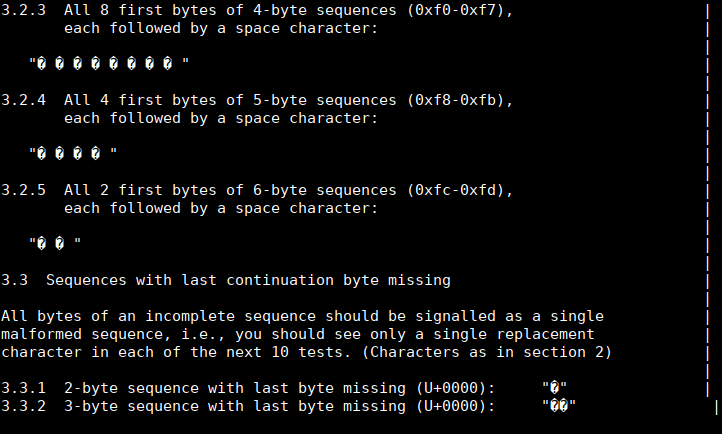 3.2.3  All 8 first bytes of 4-byte sequences (0xf0-0xf7),                     |
       each followed by a space character:                                    |
                                                                              |
   "� � � � � � � � "                                                         |
                                                                              |
3.2.4  All 4 first bytes of 5-byte sequences (0xf8-0xfb),                     |
       each followed by a space character:                                    |
                                                                              |
   "� � � � "                                                                 |
                                                                              |
3.2.5  All 2 first bytes of 6-byte sequences (0xfc-0xfd),                     |
       each followed by a space character:                                    |
                                                                              |
   "� � "                                                                     |
                                                                              |
3.3  Sequences with last continuation byte missing                            |
                                                                              |
All bytes of an incomplete sequence should be signalled as a single           |
malformed sequence, i.e., you should see only a single replacement            |
character in each of the next 10 tests. (Characters as in section 2)          |
                                                                              |
3.3.1  2-byte sequence with last byte missing (U+0000):     "�"               |
3.3.2  3-byte sequence with last byte missing (U+0000):     "��"               |